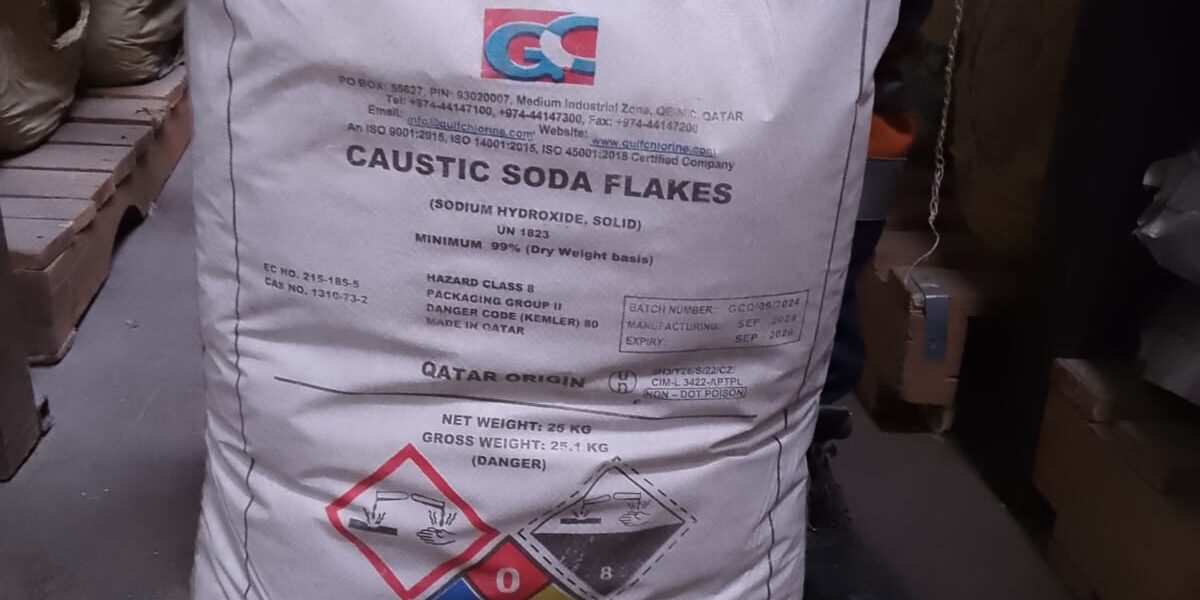 GC
PO BOX: 55627, PIN: 93020007, Medium Industrial Zone, QATAR
Tel: +974-44147100, +974-44147300, Fax: +974-44147200
Email: info@gulfchlorine.com Website: www.gulfchlorine.com
An ISO 9001:2015, ISO 14001:2015, ISO 45001:2018 Certified Company
CAUSTIC SODA FLAKES
(SODIUM HYDROXIDE, SOLID)
UN 1823
MINIMUM 99% (Dry Weight basis)
EC NO. 215-185-5
CAS NO. 1310-73-2
HAZARD CLASS 8
PACKAGING GROUP II
DANGER CODE (KEMLER) 80
MADE IN QATAR
BATCH NUMBER: GCQ/09/2024
MANUFACTURING: SEP 2024
EXPIRY: SEP 2026
QATAR ORIGIN
un
CIM-L 3422-APTPL
NON - DOT POISON
NET WEIGHT: 25 KG
GROSS WEIGHT: 25.1 KG
(DANGER)
0
8